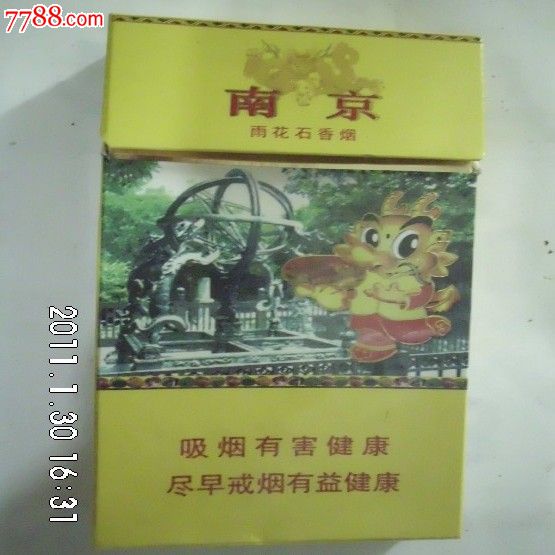 7788.com
南京
雨花石香烟
吸烟有害健康
尽早戒烟有益健康
2011.1.30 16:31